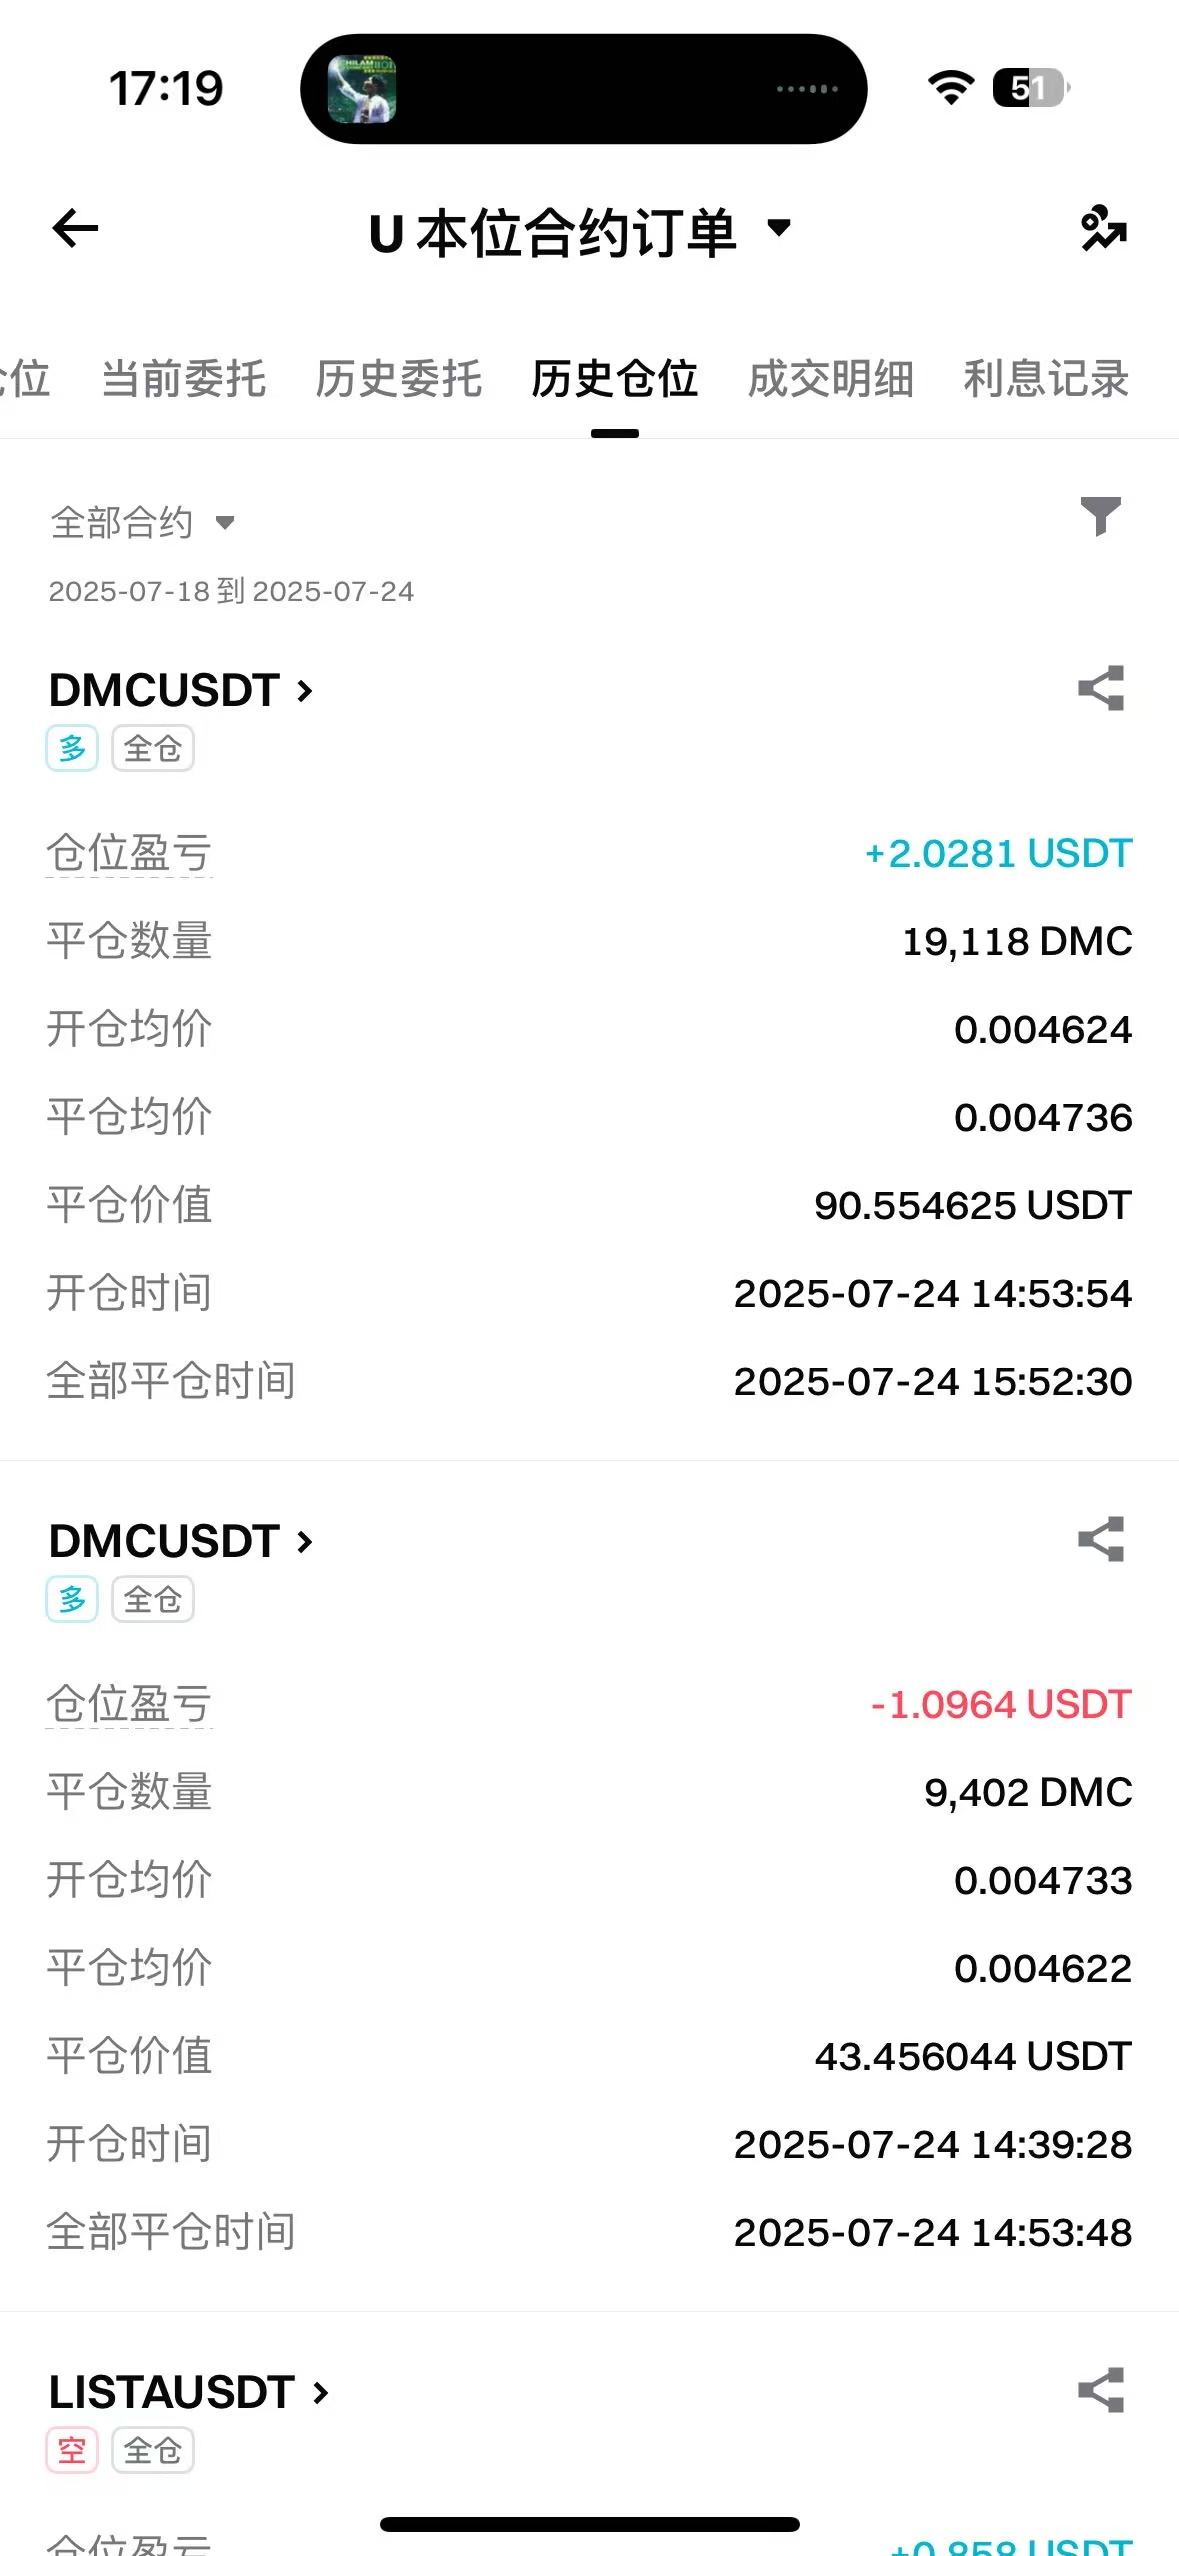 17:19
51
U 本位合约订单
仓位 当前委托 历史委托 历史仓位 成交明细 利息记录
全部合约
2025-07-18 到 2025-07-24
DMCUSDT
多 全仓
仓位盈亏 +2.0281 USDT
平仓数量 19,118 DMC
开仓均价 0.004624
平仓均价 0.004736
平仓价值 90.554625 USDT
开仓时间 2025-07-24 14:53:54
全部平仓时间 2025-07-24 15:52:30
DMCUSDT
多 全仓
仓位盈亏 -1.0964 USDT
平仓数量 9,402 DMC
开仓均价 0.004733
平仓均价 0.004622
平仓价值 43.456044 USDT
开仓时间 2025-07-24 14:39:28
全部平仓时间 2025-07-24 14:53:48
LISTAUSDT
空 全仓
仓位盈亏 +0.858 USDT